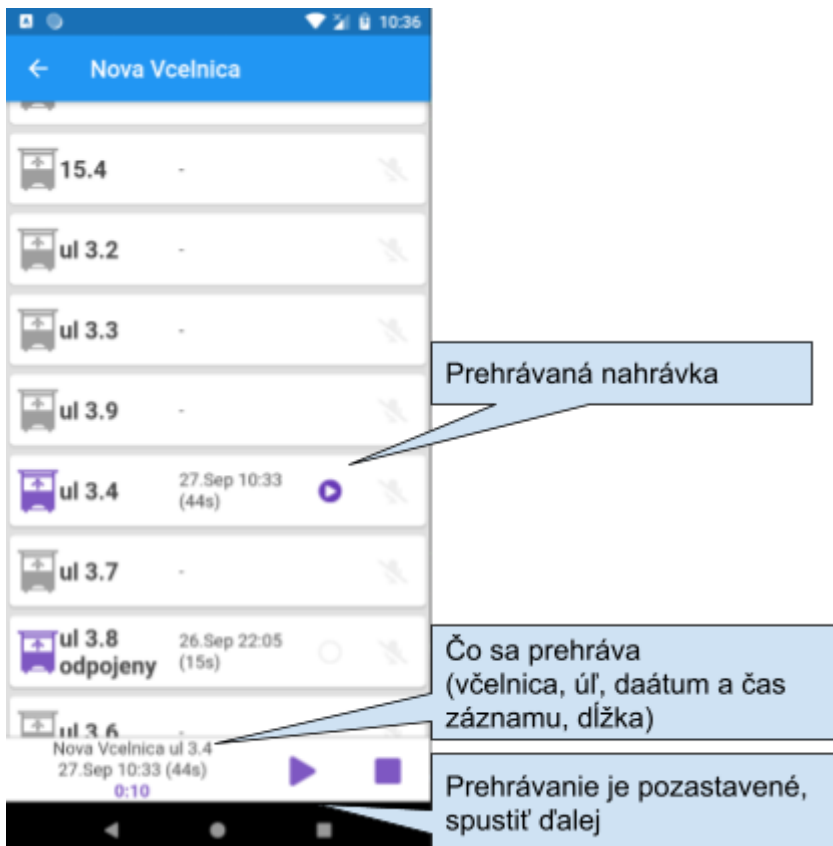 10:36
Nova Vcelnica
15.4 -
ul 3.2 -
ul 3.3 -
Prehrávaná nahrávka
ul 3.9 -
ul 3.4 27.Sep 10:33
(44s)
ul 3.7 -
ul 3.8 26.Sep 22:05
odpojeny (15s)
Čo sa prehráva
(včelnica, úľ, daátum a čas
záznamu, dĺžka)
ul 3.6 -
Nova Vcelnica ul 3.4
27.Sep 10:33 (44s)
0:10
Prehrávanie je pozastavené,
spustiť ďalej